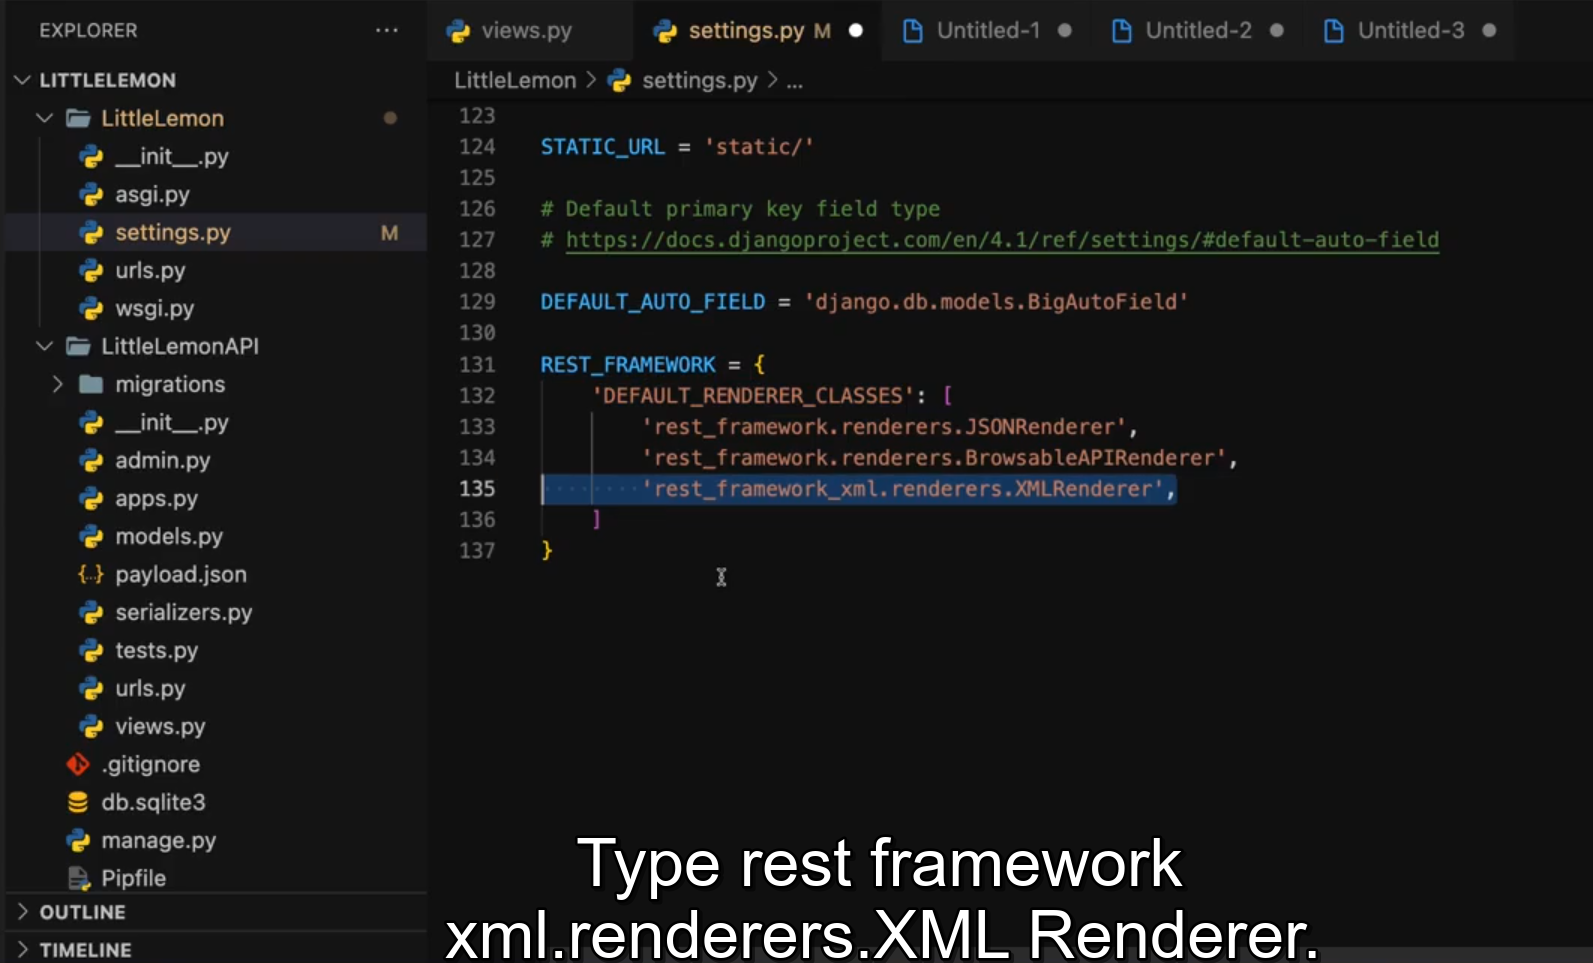 EXPLORER
LITTLELEMON
LittleLemon
__init__.py
asgi.py
settings.py M
urls.py
wsgi.py
LittleLemonAPI
migrations
__init__.py
admin.py
apps.py
models.py
{..} payload.json
serializers.py
tests.py
urls.py
views.py
.gitignore
db.sqlite3
manage.py
Pipfile
OUTLINE
TIMELINE
views.py settings.py M Untitled-1 Untitled-2 Untitled-3
LittleLemon > settings.py > ...
123
124 STATIC_URL = 'static/'
125
126 # Default primary key field type
127 # https://docs.djangoproject.com/en/4.1/ref/settings/#default-auto-field
128
129 DEFAULT_AUTO_FIELD = 'django.db.models.BigAutoField'
130
131 REST_FRAMEWORK = {
132 'DEFAULT_RENDERER_CLASSES': [
133 'rest_framework.renderers.JSONRenderer',
134 'rest_framework.renderers.BrowsableAPIRenderer',
135 'rest_framework_xml.renderers.XMLRenderer',
136 ]
137 }
Type rest framework
xml.renderers.XML Renderer.